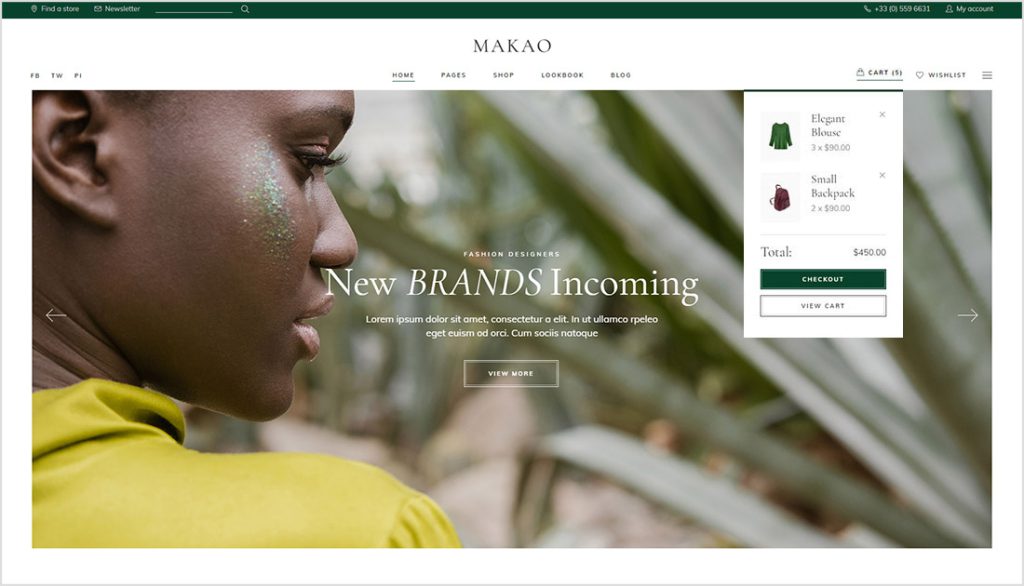 Find a store
Newsletter
+33 (0) 559 6631
My account
MAKAO
FB TW PI
HOME PAGES SHOP LOOKBOOK BLOG
CART (5)
WISHLIST
Elegant
Blouse
3 x $90.00
Small
Backpack
2 x $90.00
Total: $450.00
CHECKOUT
VIEW CART
FASHION DESIGNERS
New BRANDS Incoming
Lorem ipsum dolor sit amet, consectetur a elit. In ut ullamco rpeleo
eget euism od orci. Cum sociis natoque
VIEW MORE